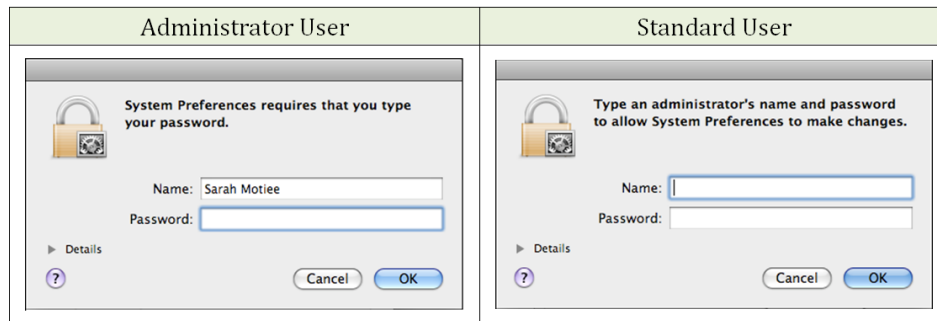 Administrator User
Standard User
System Preferences requires that you type
your password.
Name: Sarah Motiee
Password:
Details
?
Cancel
OK
Type an administrator's name and password
to allow System Preferences to make changes.
Name:
Password:
Details
?
Cancel
OK